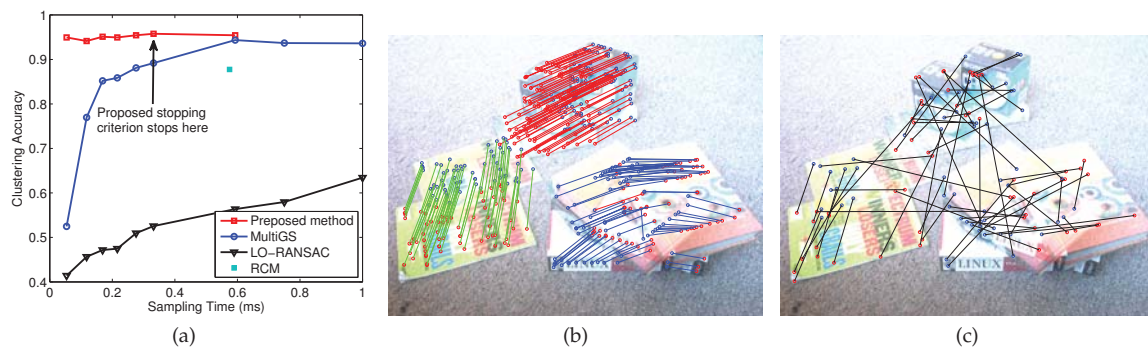 1
0.9
0.8
0.7
0.6
0.5
0.4
Clustering Accuracy
Proposed stopping
criterion stops here
Proposed method
MultiGS
LO−RANSAC
RCM
0 0.2 0.4 0.6 0.8 1
Sampling Time (ms)
LINUX
LINUX
(a) (b) (c)